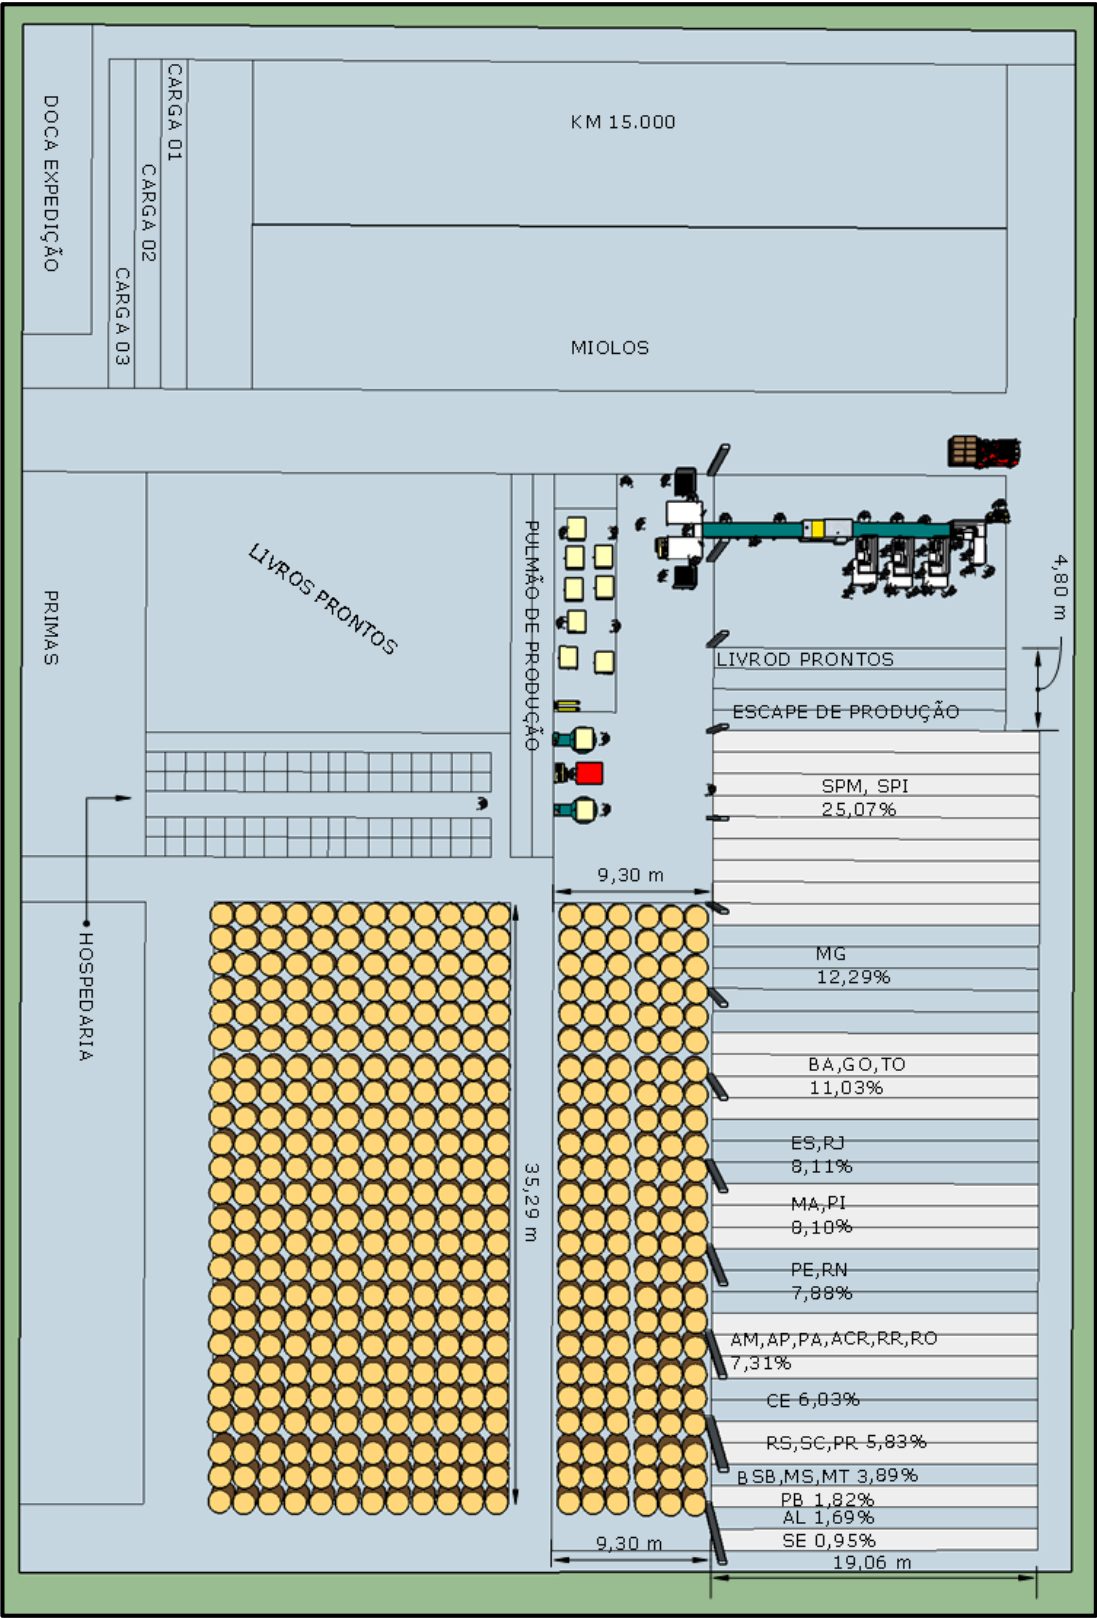 DOCA EXPEDIÇÃO
CARGA 01
CARGA 02
CARGA 03
KM 15.000
MIOLOS
PRIMAS
LIVROS PRONTOS
PULMÃO DE PRODUÇÃO
4,80 m
LIVROD PRONTOS
ESCAPE DE PRODUÇÃO
SPM, SPI
25,07%
9,30 m
MG
12,29%
HOSPEDARIA
BA,GO,TO
11,03%
ES,RJ
8,11%
35,29 m
MA,PI
8,10%
PE,RN
7,88%
AM,AP,PA,ACR,RR,RO
7,31%
CE 6,03%
RS,SC,PR 5,83%
BSB,MS,MT 3,89%
PB 1,82%
AL 1,69%
SE 0,95%
9,30 m
19,06 m